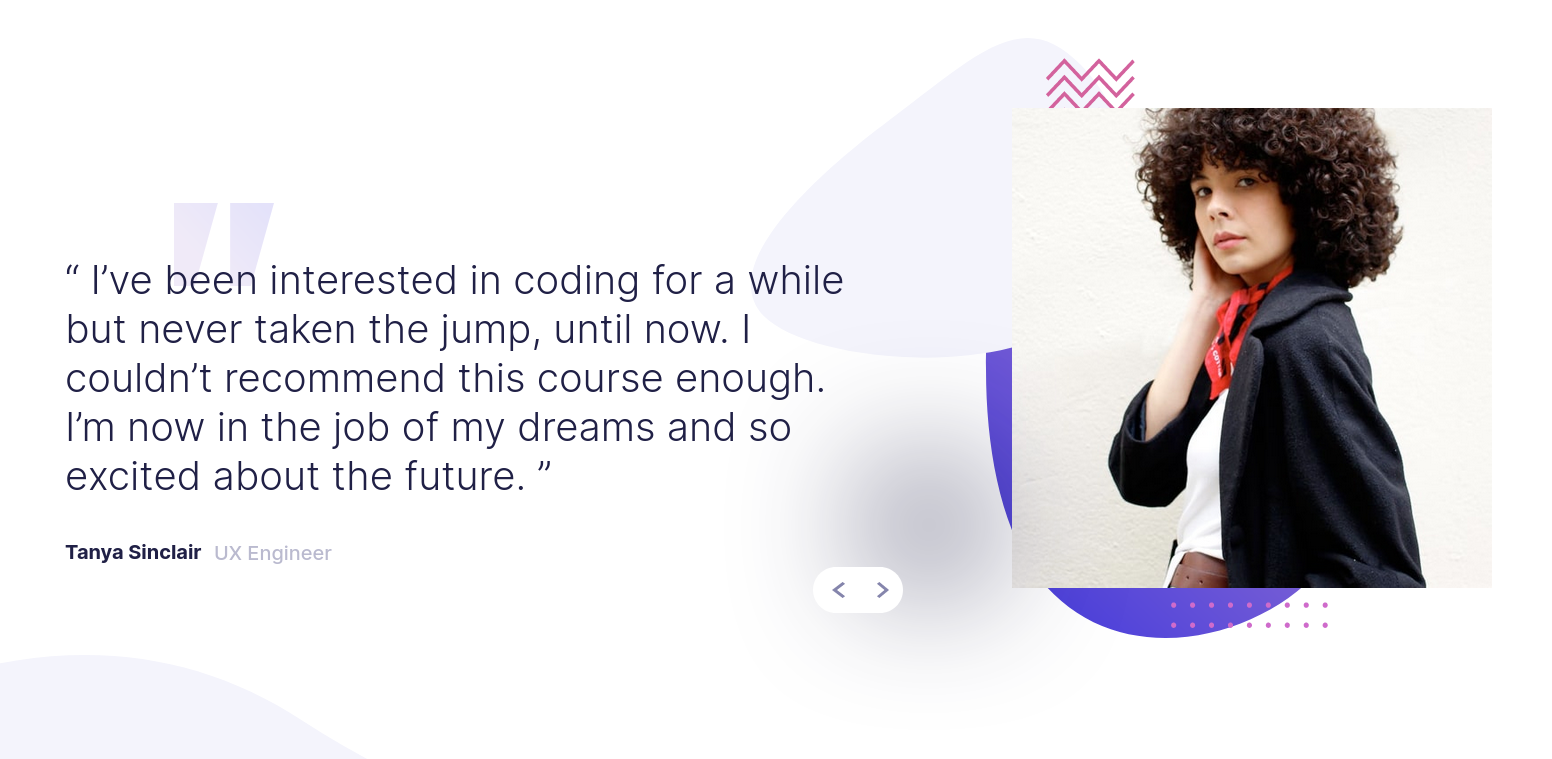 “ I’ve been interested in coding for a while
but never taken the jump, until now. I
couldn’t recommend this course enough.
I’m now in the job of my dreams and so
excited about the future. ”
Tanya Sinclair UX Engineer